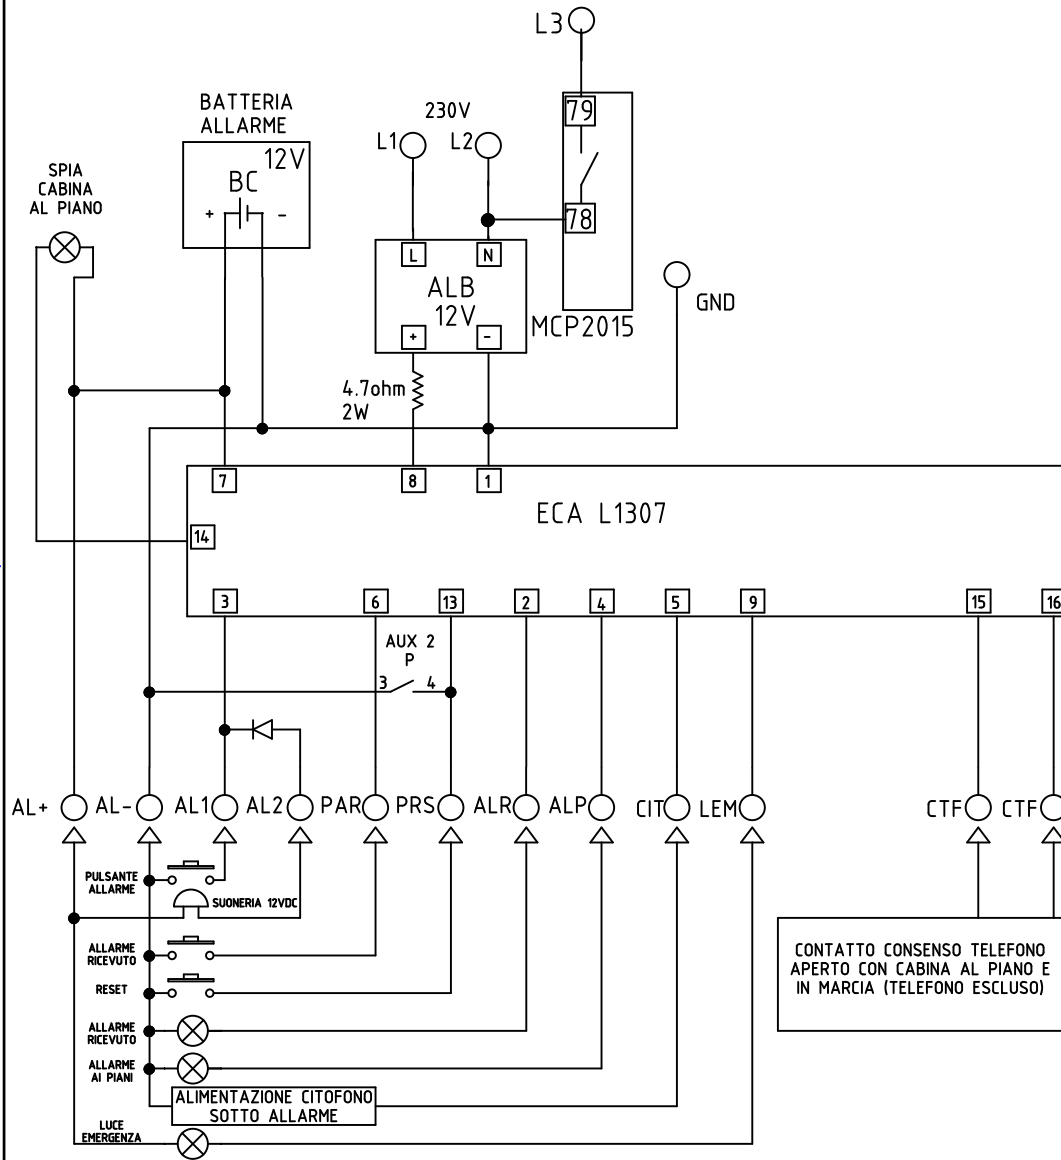 L3
79
78
MCP2015
BATTERIA
ALLARME
12V
BC
+ -
230V
L1 L2
SPIA
CABINA
AL PIANO
L N
ALB
12V
+ -
GND
4.7ohm
2W
7 8 1
ECA L1307
14
3 6 13 2 4 5 9 15 16
AUX 2
P
3 4
AL+ AL- AL1 AL2 PAR PRS ALR ALP CIT LEM CTF CTF
PULSANTE
ALLARME
SUONERIA 12VDC
ALLARME
RICEVUTO
RESET
ALLARME
RICEVUTO
ALLARME
AI PIANI
ALIMENTAZIONE CITOFONO
SOTTO ALLARME
LUCE
EMERGENZA
CONTATTO CONSENSO TELEFONO
APERTO CON CABINA AL PIANO E
IN MARCIA (TELEFONO ESCLUSO)